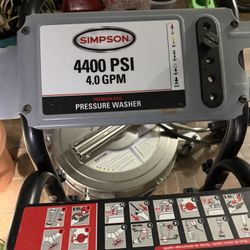 SIMPSON
4400 PSI
4.0 GPM
PRESSURE WASHER